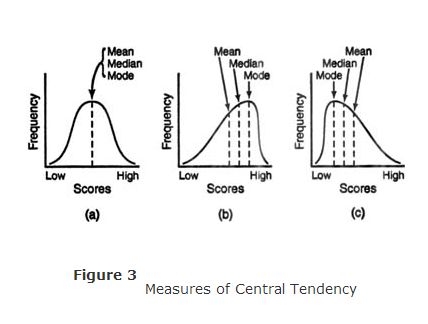 Mean
Median
Mode
Frequency
Low
High
Scores
(a)
Mean
Median
Mode
Frequency
Low
High
Scores
(b)
Mean
Median
Mode
Frequency
Low
High
Scores
(c)
Figure 3
Measures of Central Tendency